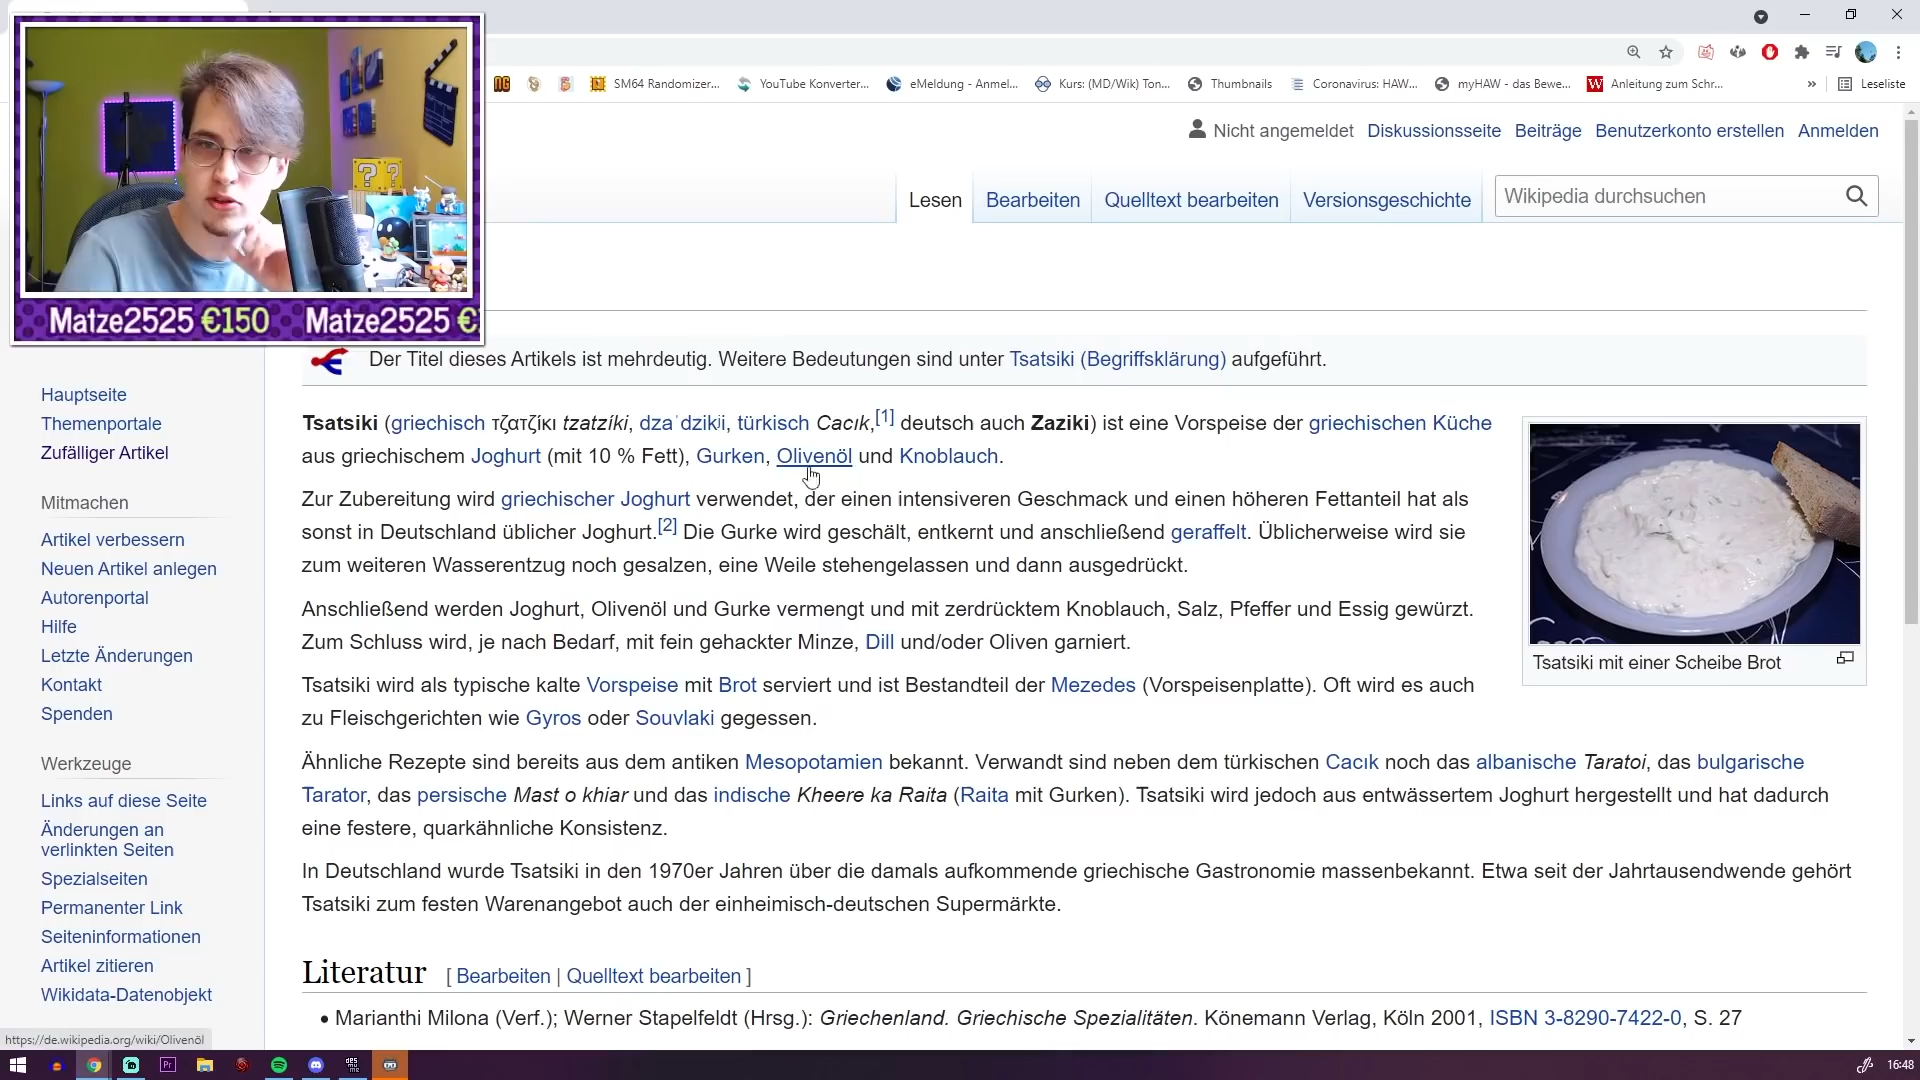 SM64 Randomizer...
YouTube Konverter...
eMeldung - Anmel...
Kurs: (MD/Wik) Ton...
Thumbnails
Coronavirus: HAW...
myHAW - das Bewe...
Anleitung zum Schr...
»
Leseliste
Nicht angemeldet Diskussionsseite Beiträge Benutzerkonto erstellen Anmelden
Lesen Bearbeiten Quelltext bearbeiten Versionsgeschichte Wikipedia durchsuchen
Matze2525 €150 Matze2525 €
Der Titel dieses Artikels ist mehrdeutig. Weitere Bedeutungen sind unter Tsatsiki (Begriffsklärung) aufgeführt.
Hauptseite
Themenportale
Zufälliger Artikel
Mitmachen
Artikel verbessern
Neuen Artikel anlegen
Autorenportal
Hilfe
Letzte Änderungen
Kontakt
Spenden
Werkzeuge
Links auf diese Seite
Änderungen an
verlinkten Seiten
Spezialseiten
Permanenter Link
Seiteninformationen
Artikel zitieren
Wikidata-Datenobjekt
Tsatsiki (griechisch τζατζίκι tzatzíki, dzaˈdzikʲi, türkisch Cacık,[1] deutsch auch Zaziki) ist eine Vorspeise der griechischen Küche
aus griechischem Joghurt (mit 10 % Fett), Gurken, Olivenöl und Knoblauch.
Zur Zubereitung wird griechischer Joghurt verwendet, der einen intensiveren Geschmack und einen höheren Fettanteil hat als
sonst in Deutschland üblicher Joghurt.[2] Die Gurke wird geschält, entkernt und anschließend geraffelt. Üblicherweise wird sie
zum weiteren Wasserentzug noch gesalzen, eine Weile stehengelassen und dann ausgedrückt.
Anschließend werden Joghurt, Olivenöl und Gurke vermengt und mit zerdrücktem Knoblauch, Salz, Pfeffer und Essig gewürzt.
Zum Schluss wird, je nach Bedarf, mit fein gehackter Minze, Dill und/oder Oliven garniert.
Tsatsiki wird als typische kalte Vorspeise mit Brot serviert und ist Bestandteil der Mezedes (Vorspeisenplatte). Oft wird es auch
zu Fleischgerichten wie Gyros oder Souvlaki gegessen.
Ähnliche Rezepte sind bereits aus dem antiken Mesopotamien bekannt. Verwandt sind neben dem türkischen Cacık noch das albanische Taratoi, das bulgarische
Tarator, das persische Mast o khiar und das indische Kheere ka Raita (Raita mit Gurken). Tsatsiki wird jedoch aus entwässertem Joghurt hergestellt und hat dadurch
eine festere, quarkähnliche Konsistenz.
In Deutschland wurde Tsatsiki in den 1970er Jahren über die damals aufkommende griechische Gastronomie massenbekannt. Etwa seit der Jahrtausendwende gehört
Tsatsiki zum festen Warenangebot auch der einheimisch-deutschen Supermärkte.
Tsatsiki mit einer Scheibe Brot
Literatur [ Bearbeiten | Quelltext bearbeiten ]
• Marianthi Milona (Verf.); Werner Stapelfeldt (Hrsg.): Griechenland. Griechische Spezialitäten. Könemann Verlag, Köln 2001, ISBN 3-8290-7422-0, S. 27
https://de.wikipedia.org/wiki/Olivenöl
Pr
16:48